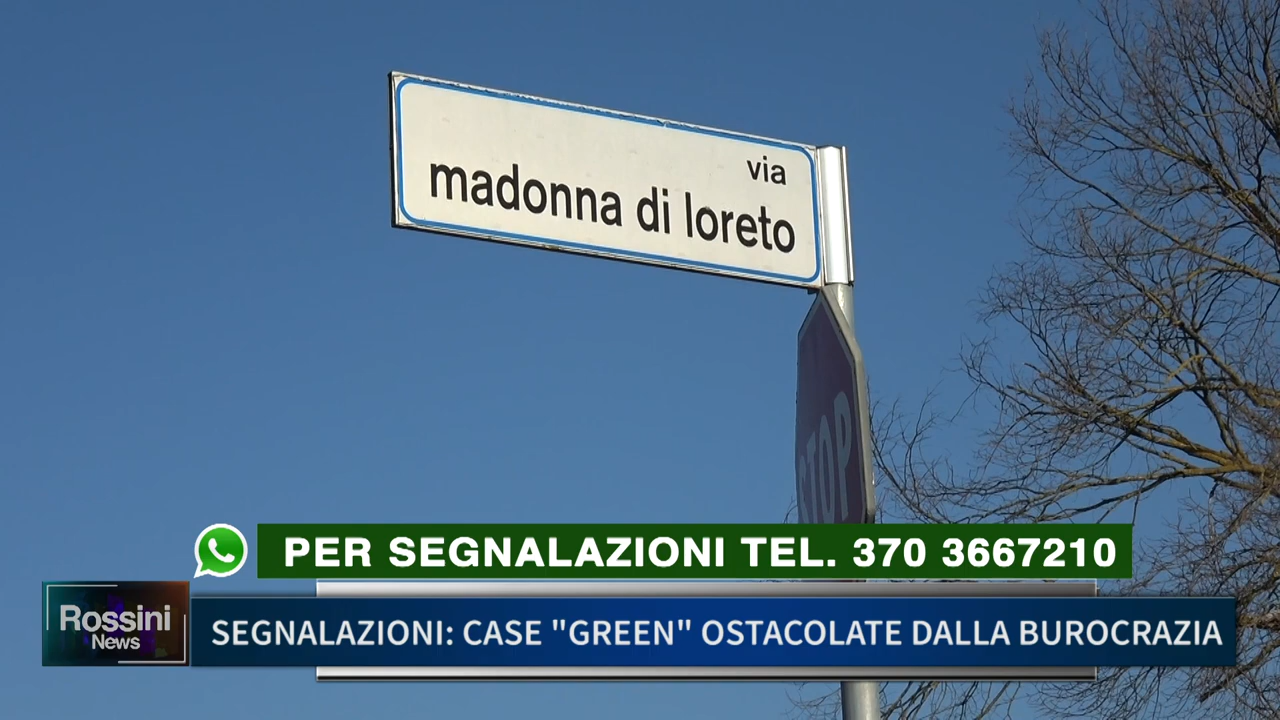 via
madonna di loreto
STOP
PER SEGNALAZIONI TEL. 370 3667210
Rossini
News
SEGNALAZIONI: CASE "GREEN" OSTACOLATE DALLA BUROCRAZIA